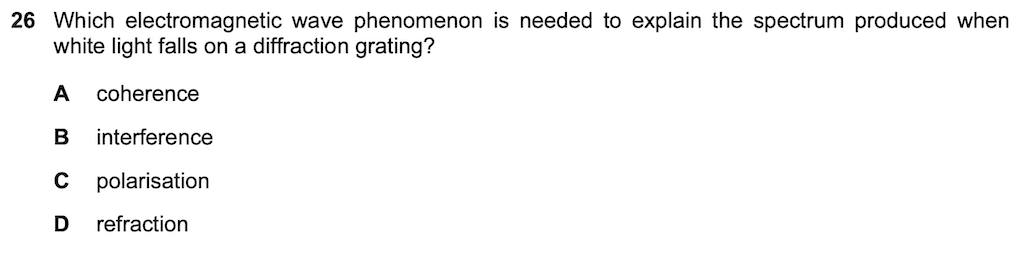 26 Which electromagnetic wave phenomenon is needed to explain the spectrum produced when
white light falls on a diffraction grating?
A coherence
B interference
C polarisation
D refraction